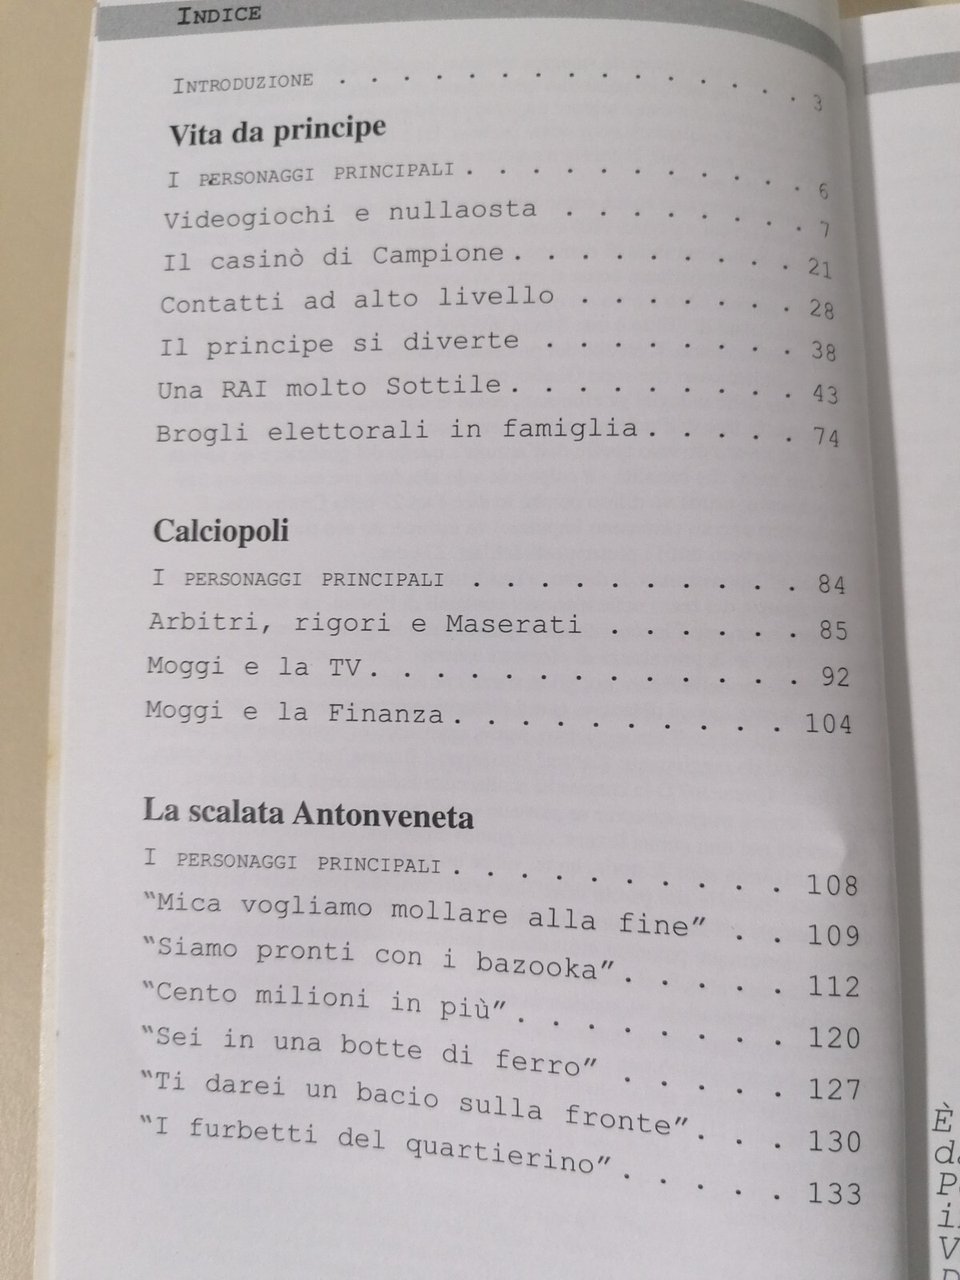 INDICE
INTRODUZIONE . . . . . . . . . . . . . . . 3
Vita da principe
I PERSONAGGI PRINCIPALI . . . . . . . . . . . 6
Videogiochi e nullaosta . . . . . . . . 7
Il casinò di Campione . . . . . . . . . 21
Contatti ad alto livello . . . . . . . 28
Il principe si diverte . . . . . . . . 38
Una RAI molto Sottile . . . . . . . . . 43
Brogli elettorali in famiglia . . . . . 74
Calciopoli
I PERSONAGGI PRINCIPALI . . . . . . . . . . 84
Arbitri, rigori e Maserati . . . . . . 85
Moggi e la TV . . . . . . . . . . . . . 92
Moggi e la Finanza . . . . . . . . . . 104
La scalata Antonveneta
I PERSONAGGI PRINCIPALI . . . . . . . . . . 108
“Mica vogliamo mollare alla fine” . . 109
“Siamo pronti con i bazooka” . . . . . 112
“Cento milioni in più” . . . . . . . . 120
“Sei in una botte di ferro” . . . . . 127
“Ti darei un bacio sulla fronte” . . . 130
“I furbetti del quartierino” . . . . . 133
È